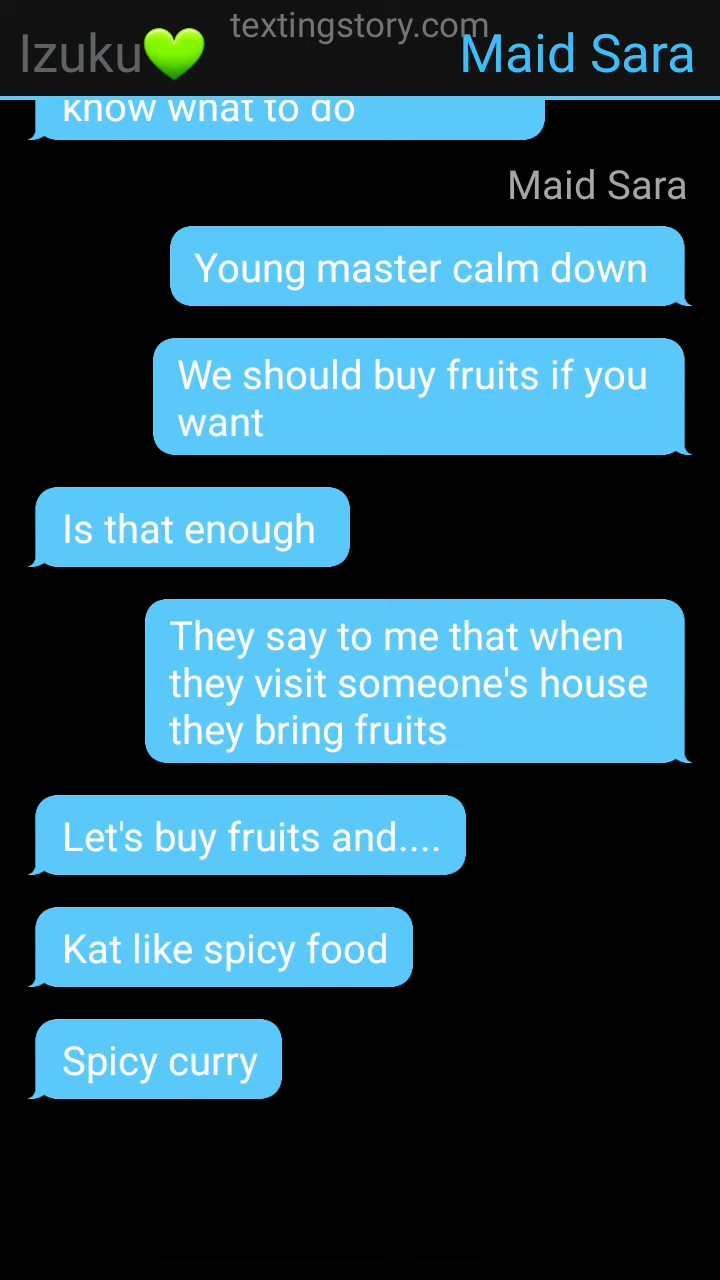 textingstory.com
Izuku💚
Maid Sara
know what to do
Maid Sara
Young master calm down
We should buy fruits if you
want
Is that enough
They say to me that when
they visit someone's house
they bring fruits
Let's buy fruits and....
Kat like spicy food
Spicy curry